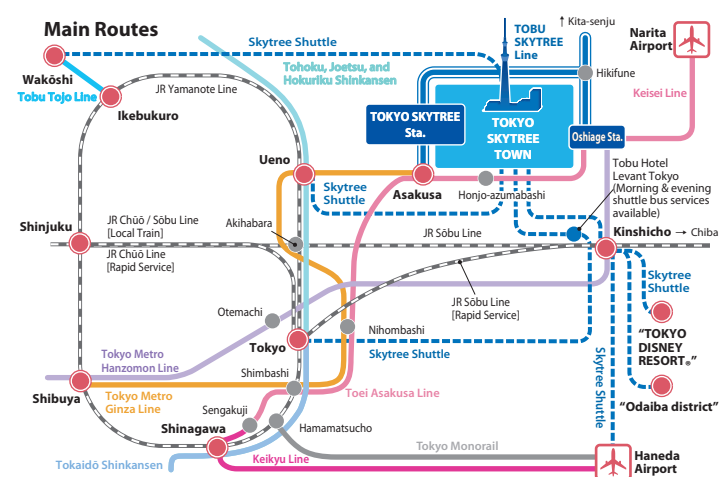 Main Routes
↑ Kita-senju
Skytree Shuttle
TOBU
SKYTREE
Line
Narita
Airport
Wakōshi
Tohoku, Joetsu, and
Hokuriku Shinkansen
Hikifune
Tobu Tojo Line
JR Yamanote Line
Keisei Line
Ikebukuro
TOKYO SKYTREE
Sta.
TOKYO
SKYTREE
TOWN
Oshiage Sta.
Ueno
Skytree
Shuttle
Asakusa
Honjo-azumabashi
Tobu Hotel
Levant Tokyo
(Morning & evening
shuttle bus services
available)
Shinjuku
JR Chūō / Sōbu Line
[Local Train]
JR Chūō Line
[Rapid Service]
Akihabara
JR Sōbu Line
Kinshicho → Chiba
Skytree
Shuttle
JR Sōbu Line
[Rapid Service]
Otemachi
Nihombashi
Tokyo
Skytree Shuttle
"TOKYO
DISNEY
RESORT®"
Tokyo Metro
Hanzomon Line
Shimbashi
Skytree Shuttle
Shibuya
Tokyo Metro
Ginza Line
Toei Asakusa Line
"Odaiba district"
Sengakuji
Shinagawa
Hamamatsucho
Tokyo Monorail
Tokaidō Shinkansen
Keikyu Line
Haneda
Airport